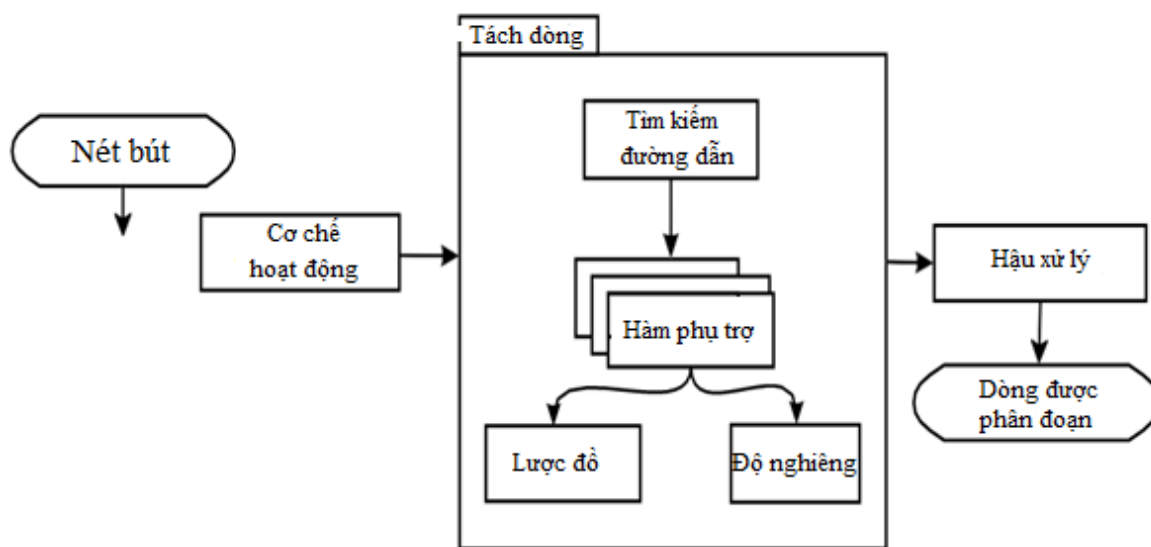 Tách dòng
Tìm kiếm
đường dẫn
Nét bút
Cơ chế
hoạt động
Hậu xử lý
Hàm phụ trợ
Dòng được
phân đoạn
Lược đồ
Độ nghiêng